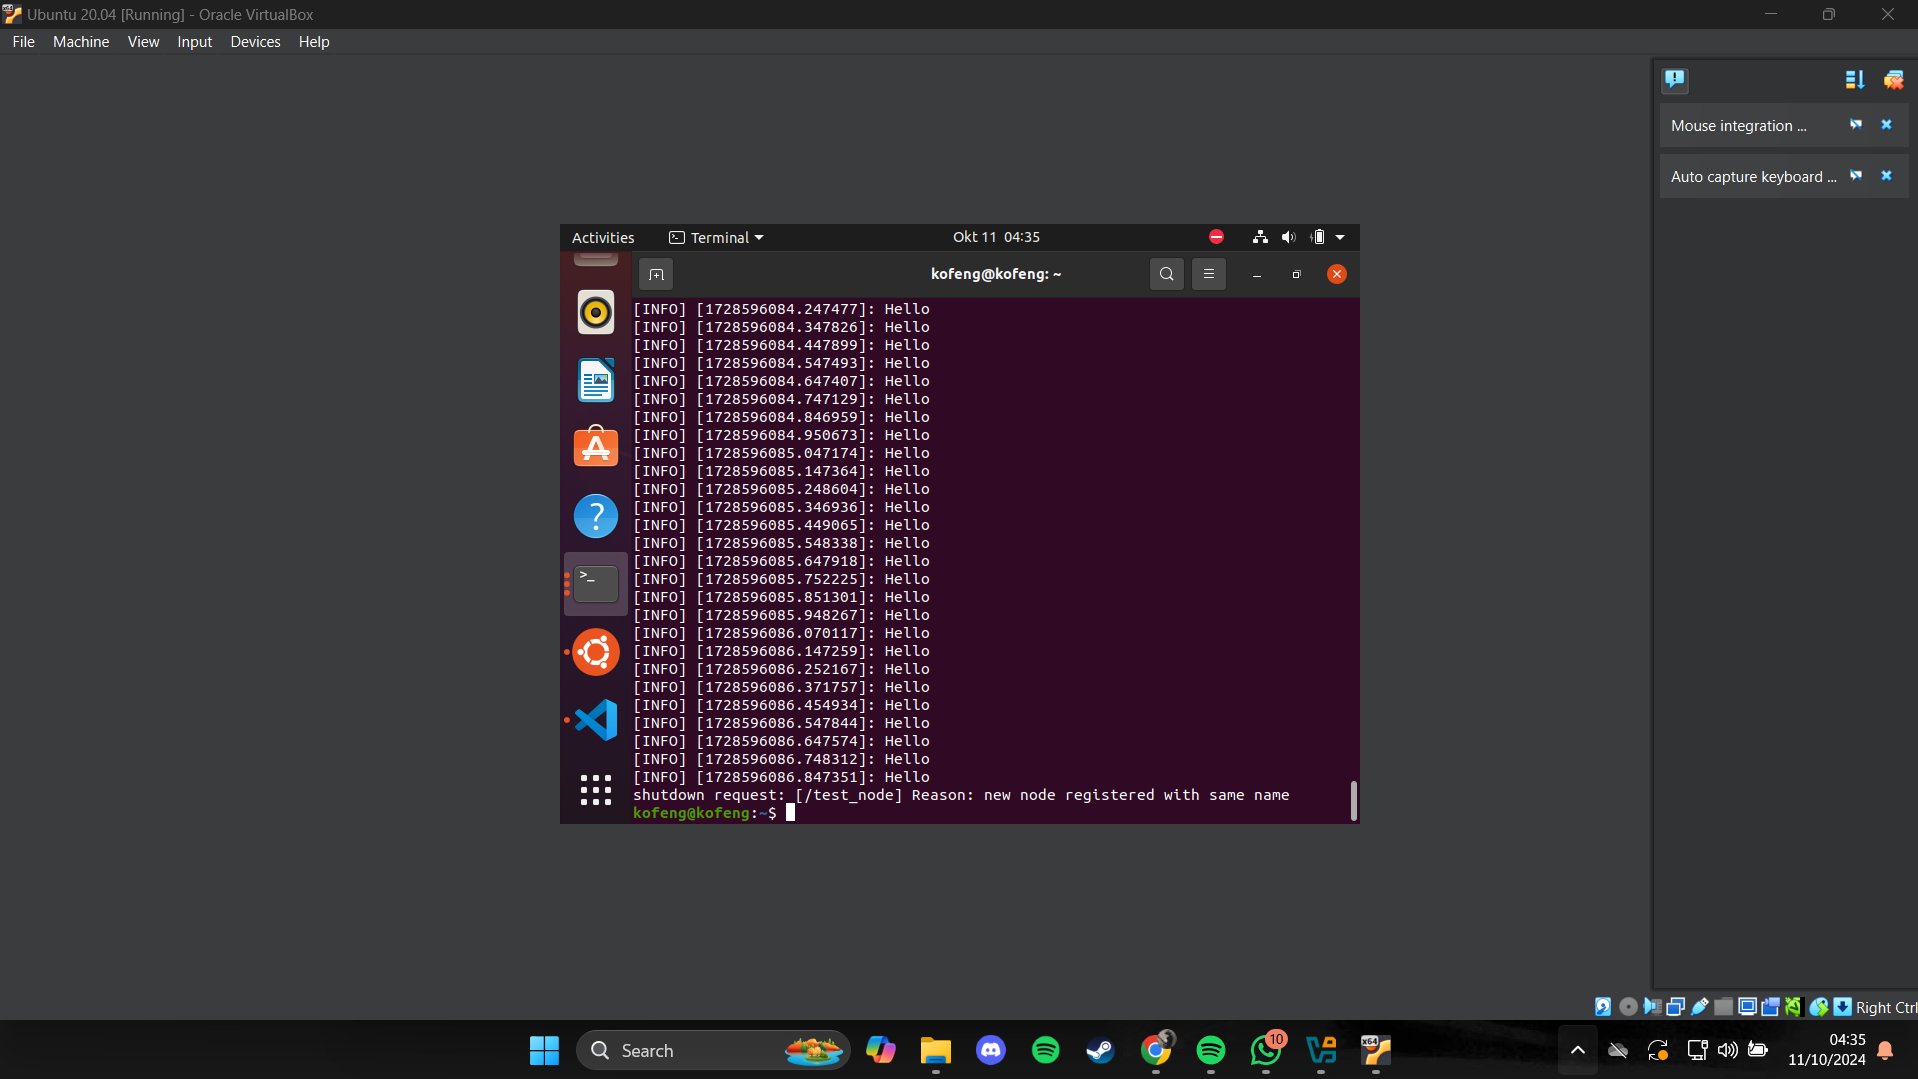 Ubuntu 20.04 [Running] - Oracle VirtualBox
File Machine View Input Devices Help
Mouse integration ...
Auto capture keyboard ...
Activities Terminal Okt 11 04:35
kofeng@kofeng: ~
[INFO] [1728596084.247477]: Hello
[INFO] [1728596084.347826]: Hello
[INFO] [1728596084.447899]: Hello
[INFO] [1728596084.547493]: Hello
[INFO] [1728596084.647407]: Hello
[INFO] [1728596084.747129]: Hello
[INFO] [1728596084.846959]: Hello
[INFO] [1728596084.950673]: Hello
[INFO] [1728596085.047174]: Hello
[INFO] [1728596085.147364]: Hello
[INFO] [1728596085.248604]: Hello
[INFO] [1728596085.346936]: Hello
[INFO] [1728596085.449065]: Hello
[INFO] [1728596085.548338]: Hello
[INFO] [1728596085.647918]: Hello
[INFO] [1728596085.752225]: Hello
[INFO] [1728596085.851301]: Hello
[INFO] [1728596085.948267]: Hello
[INFO] [1728596086.070117]: Hello
[INFO] [1728596086.147259]: Hello
[INFO] [1728596086.252167]: Hello
[INFO] [1728596086.371757]: Hello
[INFO] [1728596086.454934]: Hello
[INFO] [1728596086.547844]: Hello
[INFO] [1728596086.647574]: Hello
[INFO] [1728596086.748312]: Hello
[INFO] [1728596086.847351]: Hello
shutdown request: [/test_node] Reason: new node registered with same name
kofeng@kofeng:~$
Right Ctrl
Search
10
x64
04:35
11/10/2024